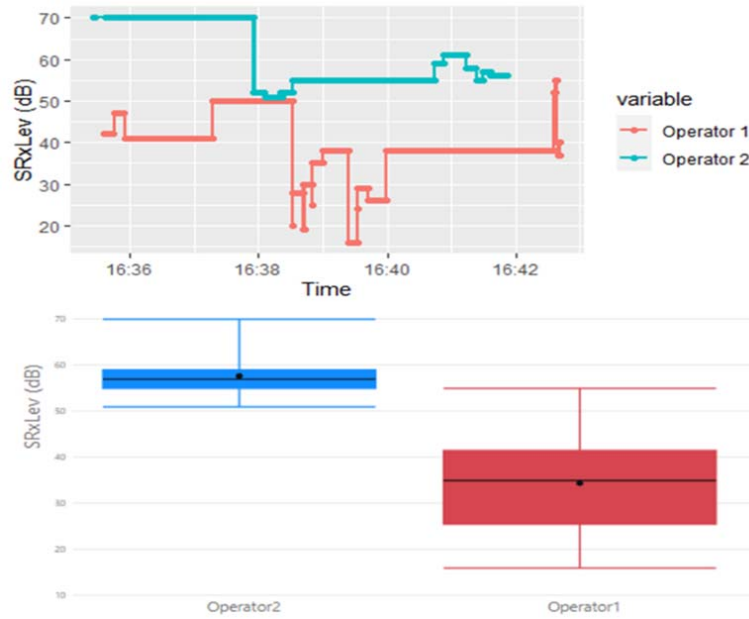 70
60
50
40
30
20
SRxLev (dB)
16:36
16:38
16:40
16:42
Time
variable
Operator 1
Operator 2
70
60
50
40
30
20
10
SRxLev (dB)
Operator2
Operator1